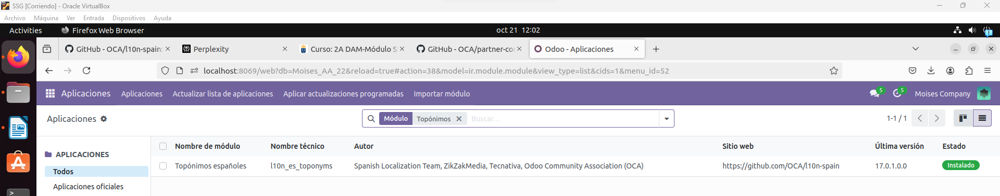 SSG [Corriendo] - Oracle VirtualBox
Archivo Máquina Ver Entrada Dispositivos Ayuda
Activities Firefox Web Browser oct 21 12:02
GitHub - OCA/l10n-spain: Perplexity Curso: 2A DAM-Módulo S GitHub - OCA/partner-con Odoo - Aplicaciones
localhost:8069/web?db=Moises_AA_22&reload=true#action=38&model=ir.module.module&view_type=list&cids=1&menu_id=52
Aplicaciones Aplicaciones Actualizar lista de aplicaciones Aplicar actualizaciones programadas Importar módulo 5 5 Moises Company
Aplicaciones Módulo Topónimos Buscar... 1-1 / 1
APLICACIONES Nombre de módulo Nombre técnico Autor Sitio web Última versión Estado
Todos Topónimos españoles l10n_es_toponyms Spanish Localization Team, ZikZakMedia, Tecnativa, Odoo Community Association (OCA) https://github.com/OCA/l10n-spain 17.0.1.0.0 Instalado
Aplicaciones oficiales